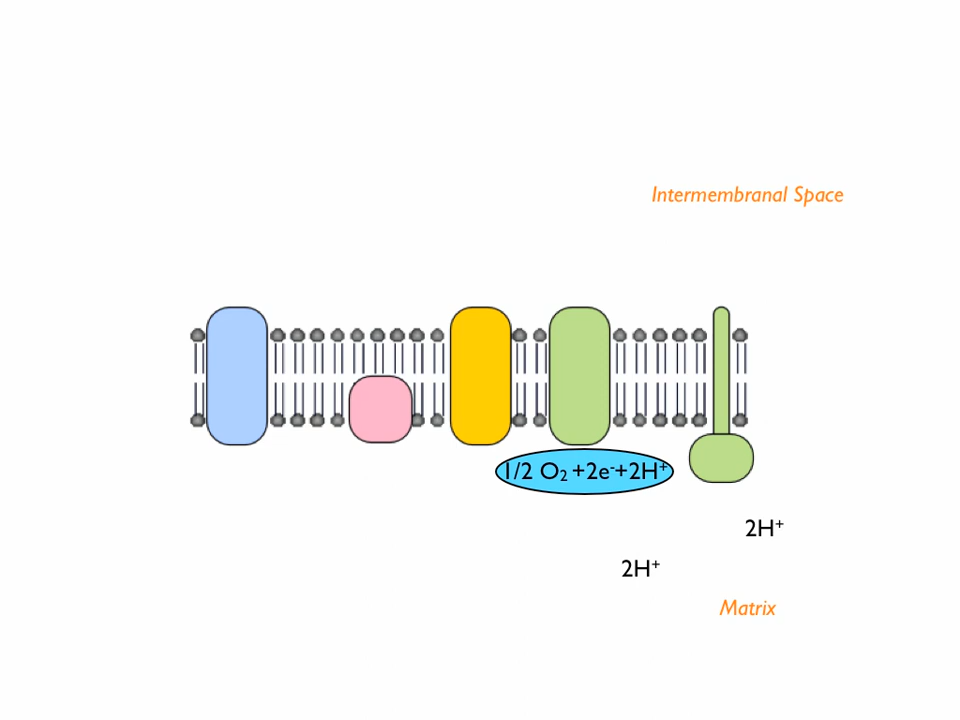 Intermembranal Space
1/2 O₂ +2e⁻+2H⁺
2H⁺
2H⁺
Matrix